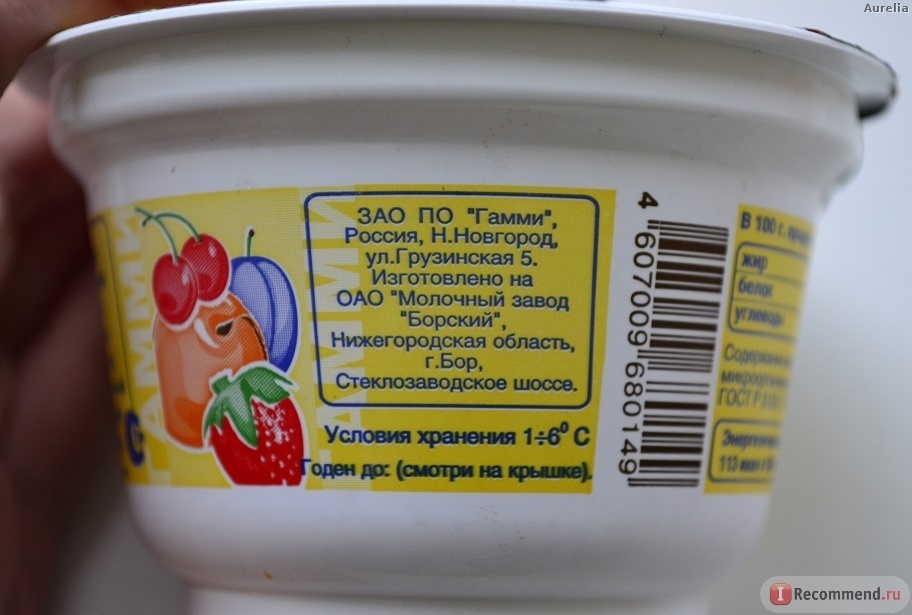 Aurelia
ГАММИ
ГАММИ
ЗАО ПО "Гамми",
Россия, Н.Новгород,
ул.Грузинская 5.
Изготовлено на
ОАО "Молочный завод
"Борский",
Нижегородская область,
г.Бор,
Стеклозаводское шоссе.
Условия хранения 1÷6⁰ С
Годен до: (смотри на крышке).
4 607009 680149
В 100 г.
жир
белок
углеводы
Содержание
ГОСТ Р
IRecommend.ru